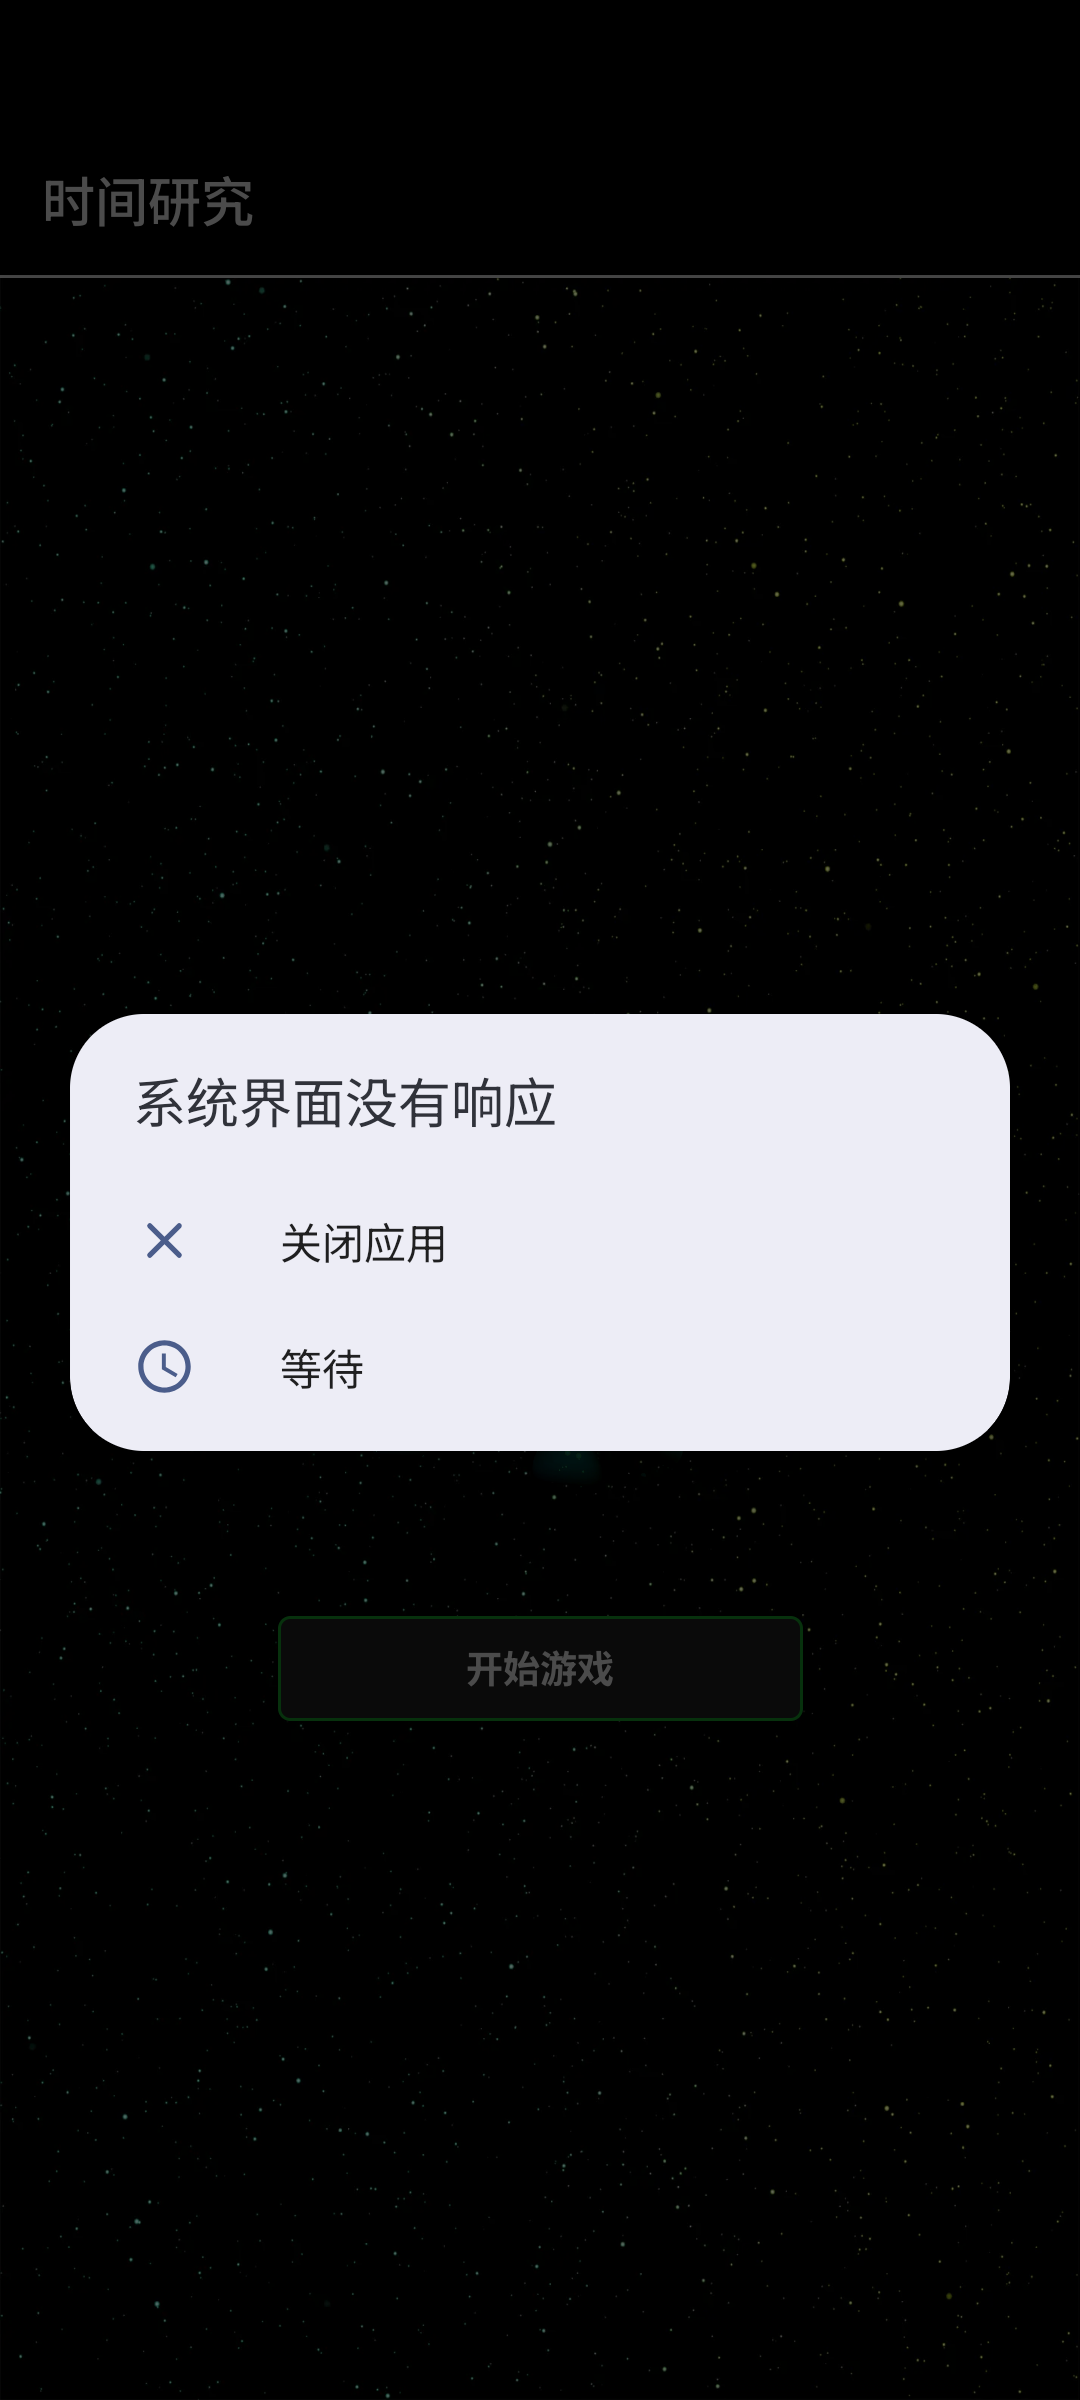 时间研究
系统界面没有响应
关闭应用
等待
开始游戏